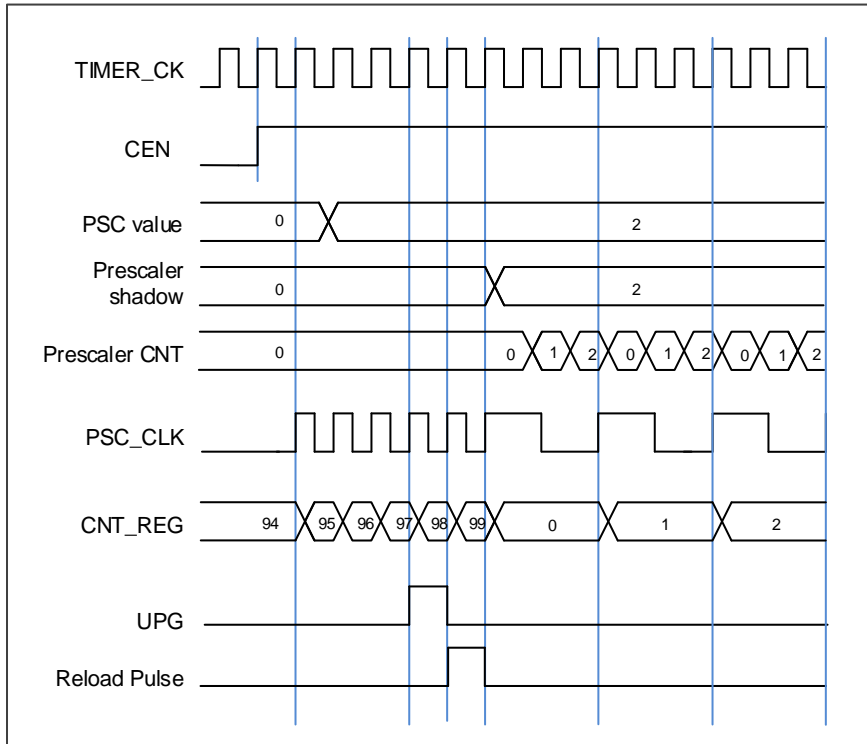 TIMER_CK
CEN
PSC value 0 2
Prescaler
shadow 0 2
Prescaler CNT 0 0 1 2 0 1 2 0 1 2
PSC_CLK
CNT_REG 94 95 96 97 98 99 0 1 2
UPG
Reload Pulse